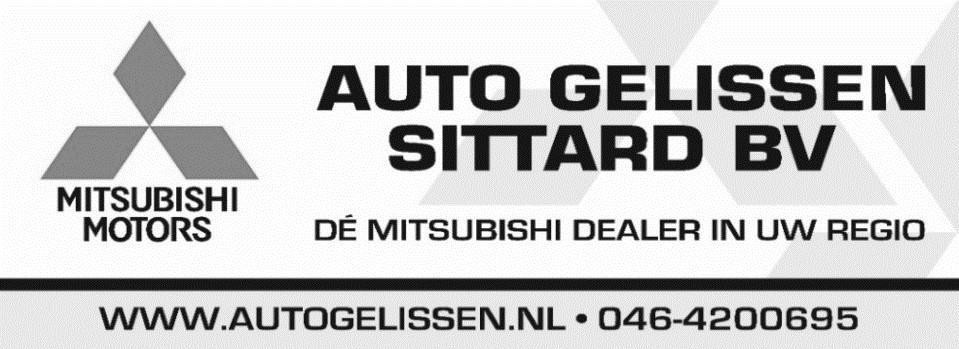 MITSUBISHI
MOTORS
AUTO GELISSEN
SITTARD BV
DÉ MITSUBISHI DEALER IN UW REGIO
WWW.AUTOGELISSEN.NL • 046-4200695